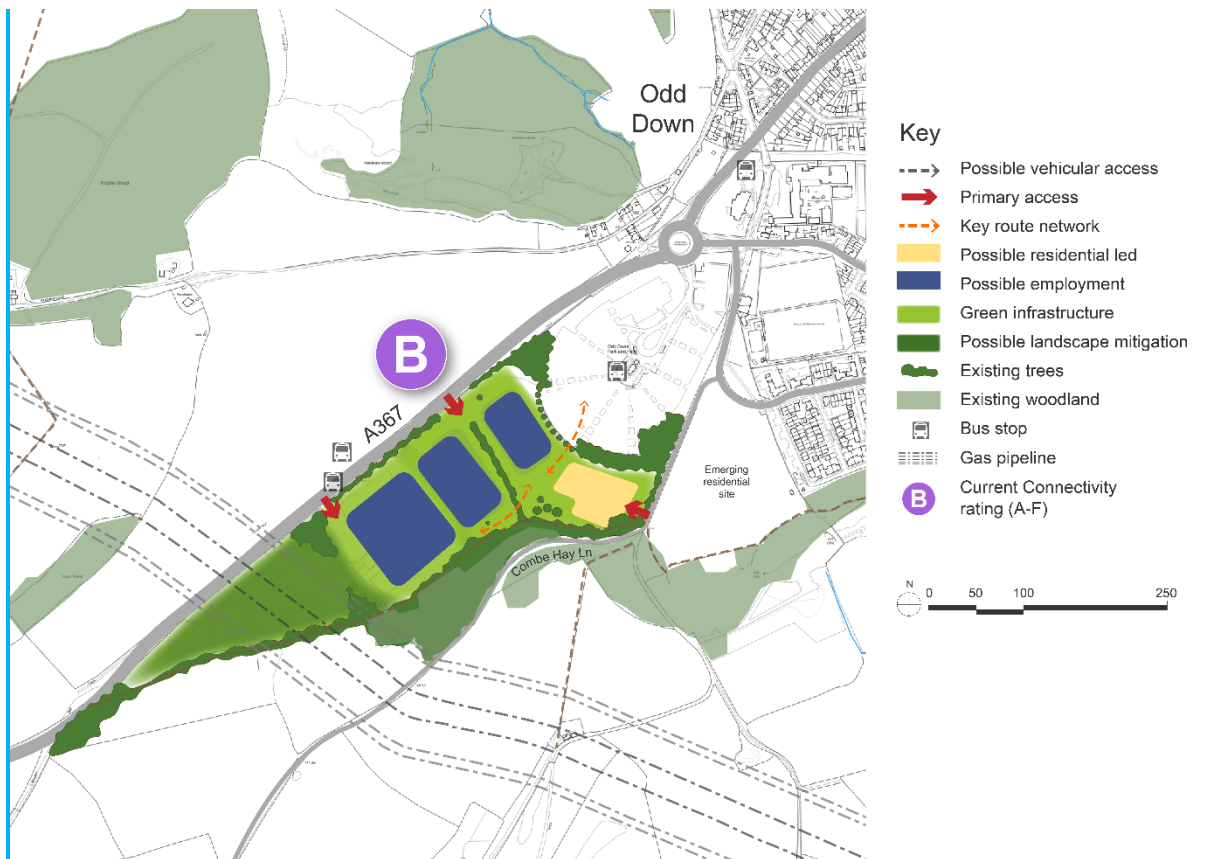 Odd
Down
B
A367
Odd Down
Emerging
residential
site
Combe Hay Ln
Key
Possible vehicular access
Primary access
Key route network
Possible residential led
Possible employment
Green infrastructure
Possible landscape mitigation
Existing trees
Existing woodland
Bus stop
Gas pipeline
B
Current Connectivity
rating (A-F)
N
0
50
100
250